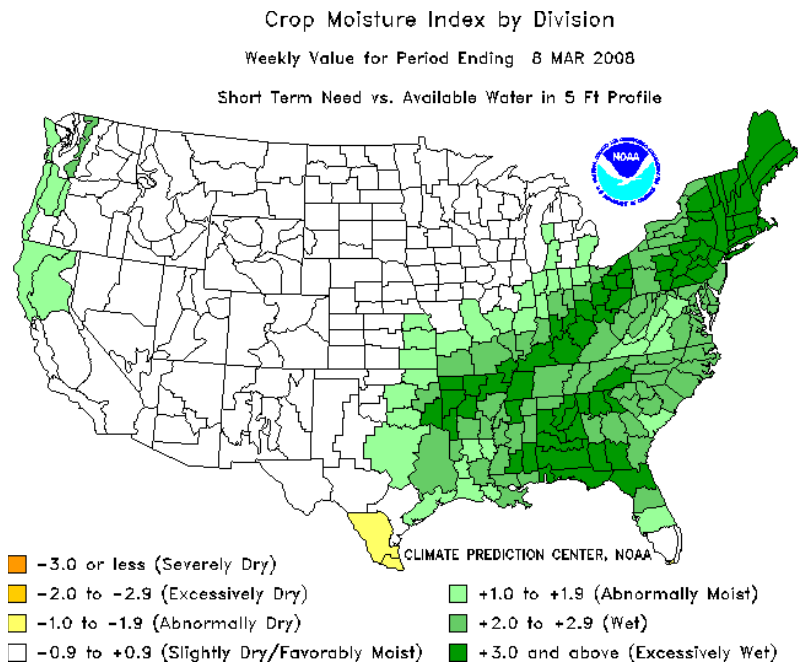 Crop Moisture Index by Division
Weekly Value for Period Ending 8 MAR 2008
Short Term Need vs. Available Water in 5 Ft Profile
NOAA
CLIMATE PREDICTION CENTER, NOAA
-3.0 or less (Severely Dry)
-2.0 to -2.9 (Excessively Dry)
-1.0 to -1.9 (Abnormally Dry)
-0.9 to +0.9 (Slightly Dry/Favorably Moist)
+1.0 to +1.9 (Abnormally Moist)
+2.0 to +2.9 (Wet)
+3.0 and above (Excessively Wet)